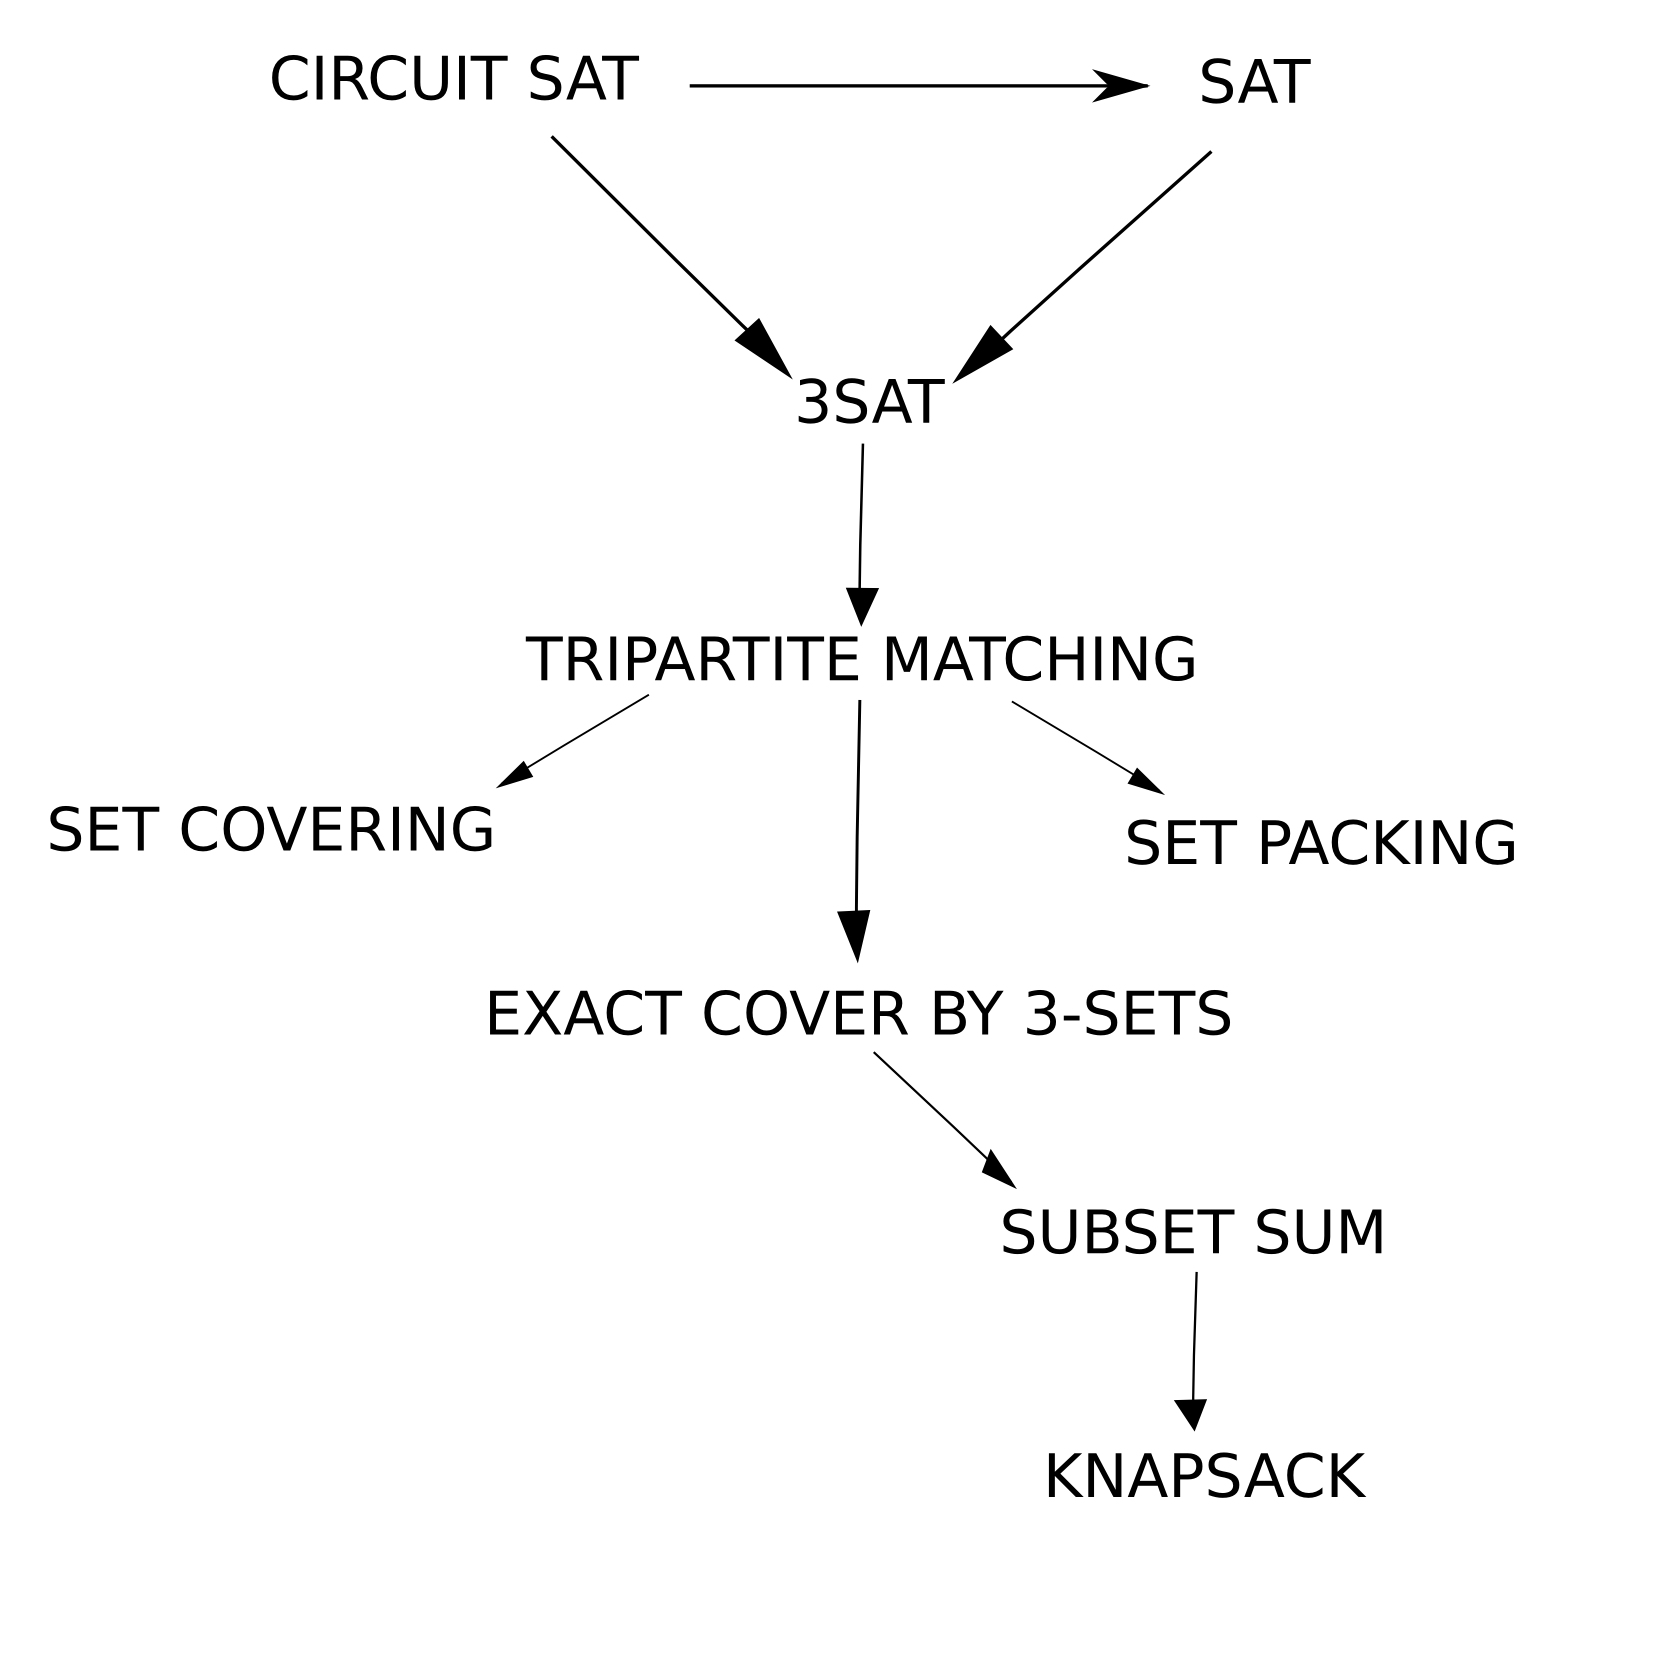 CIRCUIT SAT
SAT
3SAT
TRIPARTITE MATCHING
SET COVERING
SET PACKING
EXACT COVER BY 3-SETS
SUBSET SUM
KNAPSACK